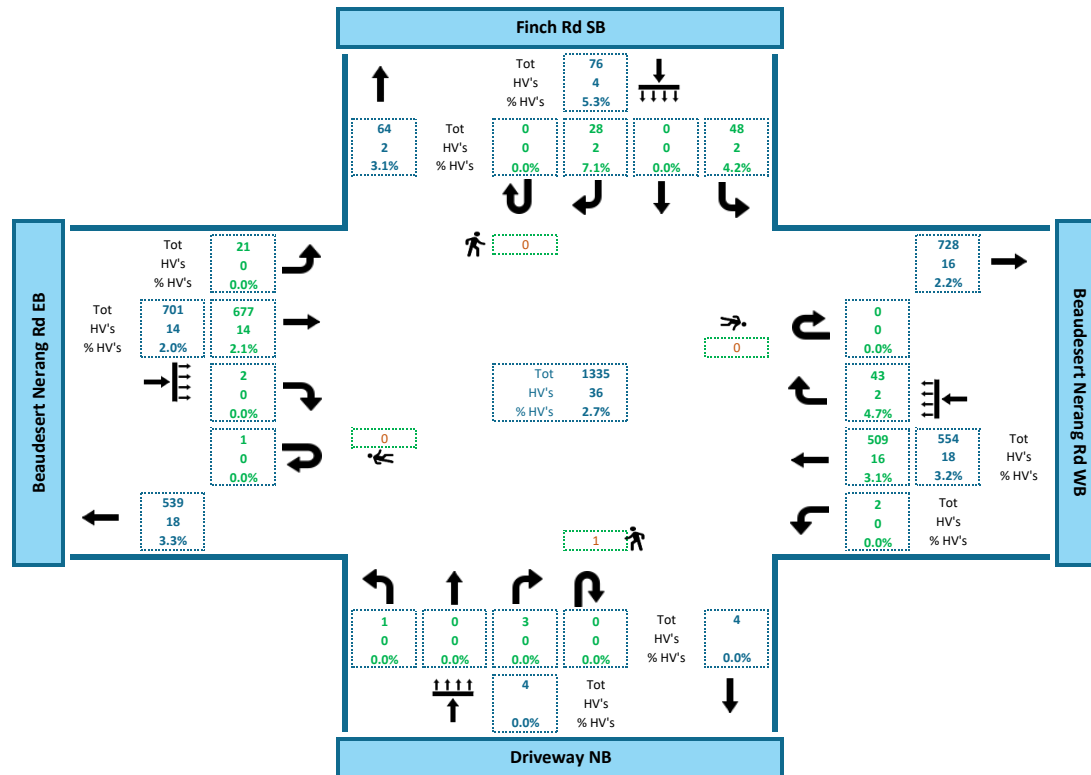 Finch Rd SB
Tot 76
HV's 4
% HV's 5.3%
64 Tot 0 28 0 48
2 HV's 0 2 0 2
3.1% % HV's 0.0% 7.1% 0.0% 4.2%
Beaudesert Nerang Rd EB
Tot 21
HV's 0
% HV's 0.0%
0
728
16
2.2%
Beaudesert Nerang Rd WB
Tot 701 677
HV's 14 14
% HV's 2.0% 2.1%
0
0
0.0%
0
2
0
0.0%
Tot 1335
HV's 36
% HV's 2.7%
43
2
4.7%
1
0
0.0%
0
509 554 Tot
16 18 HV's
3.1% 3.2% % HV's
539
18
3.3%
2 Tot
0 HV's
0.0% % HV's
1
1 0 3 0 Tot 4
0 0 0 0 HV's
0.0% 0.0% 0.0% 0.0% % HV's 0.0%
4 Tot
HV's
0.0% % HV's
Driveway NB